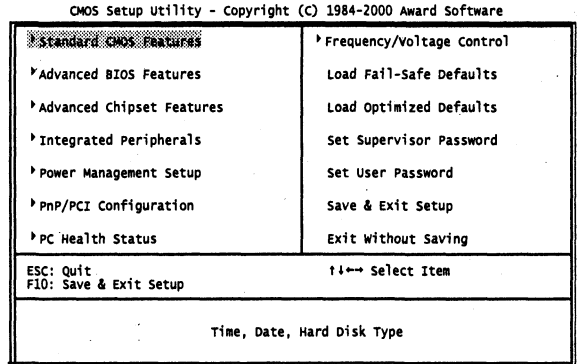 CMOS Setup Utility - Copyright (C) 1984-2000 Award Software
Standard CMOS Features
Advanced BIOS Features
Advanced Chipset Features
Integrated Peripherals
Power Management Setup
PnP/PCI Configuration
PC Health Status
Frequency/Voltage Control
Load Fail-Safe Defaults
Load Optimized Defaults
Set Supervisor Password
Set User Password
Save & Exit Setup
Exit Without Saving
ESC: Quit
F10: Save & Exit Setup
↑↓←→ Select Item
Time, Date, Hard Disk Type